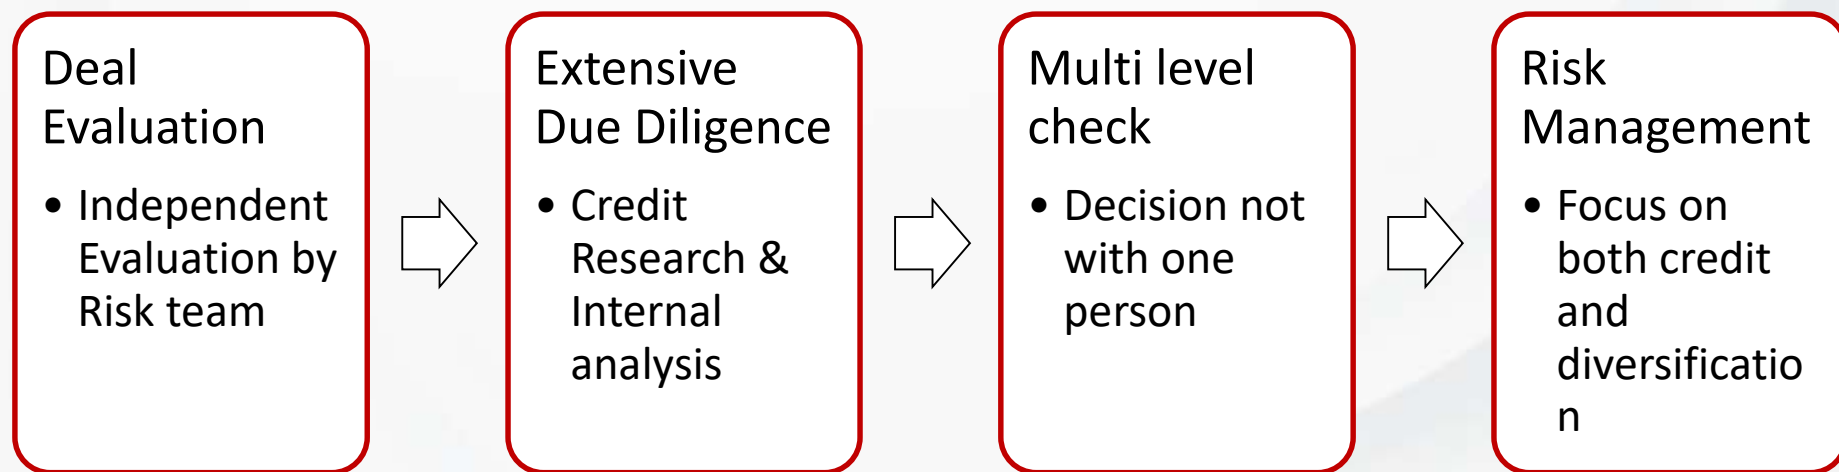 Deal
Evaluation
• Independent
Evaluation by
Risk team
Extensive
Due Diligence
• Credit
Research &
Internal
analysis
Multi level
check
• Decision not
with one
person
Risk
Management
• Focus on
both credit
and
diversificatio
n